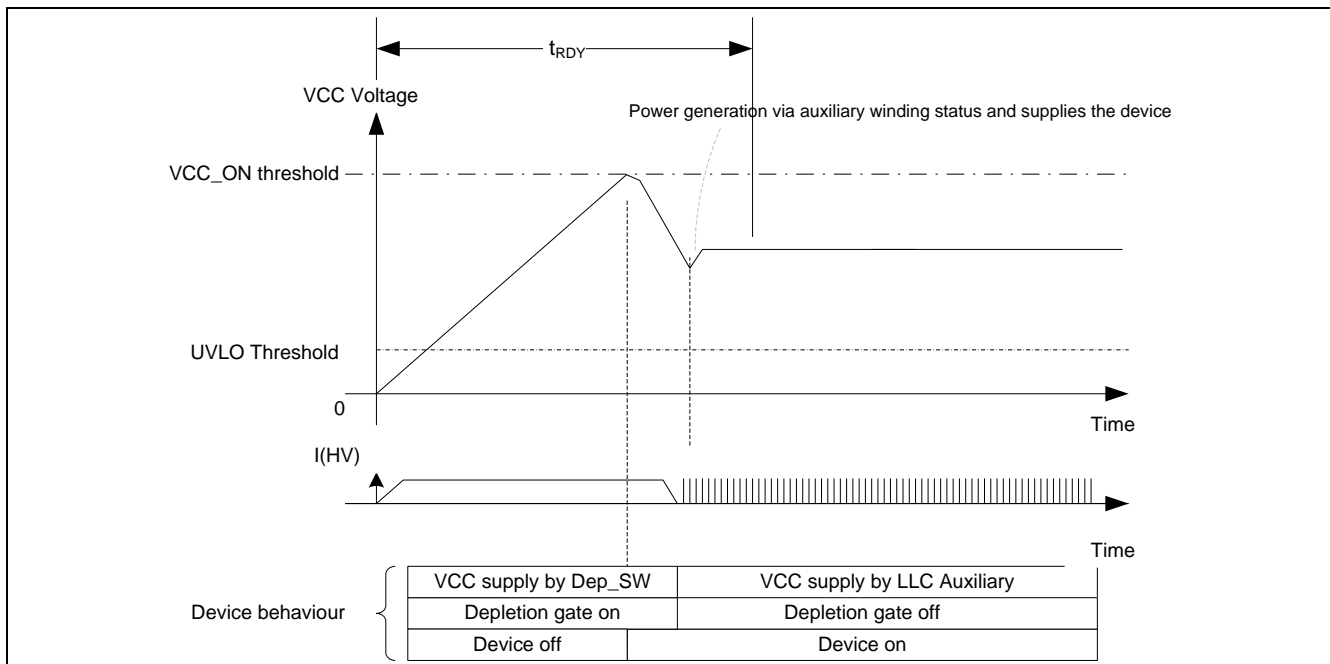 tRDY
VCC Voltage
Power generation via auxiliary winding status and supplies the device
VCC_ON threshold
UVLO Threshold
0
Time
I(HV)
Time
Device behaviour
VCC supply by Dep_SW
VCC supply by LLC Auxiliary
Depletion gate on
Depletion gate off
Device off
Device on